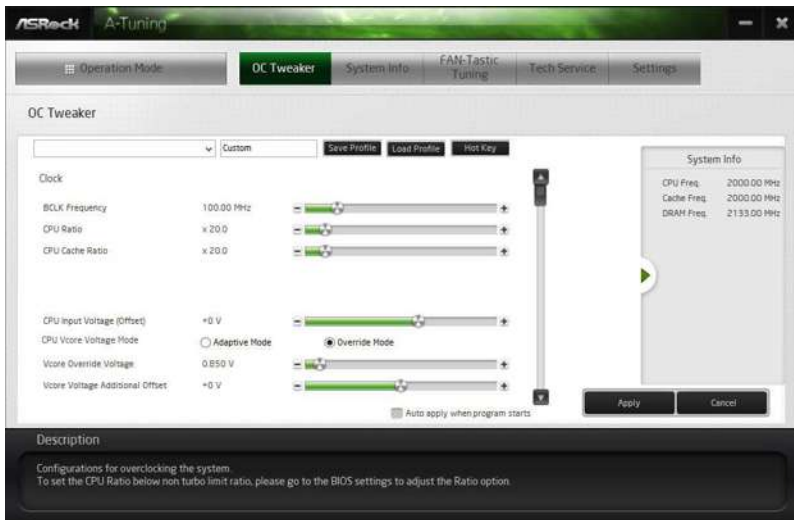 ASRock A-Tuning
Operation Mode OC Tweaker System Info FAN-Tastic Tuning Tech Service Settings
OC Tweaker
Custom Save Profile Load Profile Hot Key
System Info
Clock
CPU Freq. 2000.00 MHz
Cache Freq. 2000.00 MHz
DRAM Freq. 2133.00 MHz
BCLK Frequency 100.00 MHz
CPU Ratio x 20.0
CPU Cache Ratio x 20.0
CPU Input Voltage (Offset) +0 V
CPU Vcore Voltage Mode Adaptive Mode Override Mode
Vcore Override Voltage 0.850 V
Vcore Voltage Additional Offset +0 V
Auto apply when program starts
Apply Cancel
Description
Configurations for overclocking the system.
To set the CPU Ratio below non turbo limit ratio, please go to the BIOS settings to adjust the Ratio option.